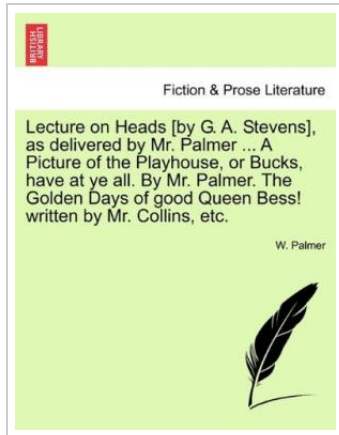 BRITISH
LIBRARY
Fiction & Prose Literature
Lecture on Heads [by G. A. Stevens],
as delivered by Mr. Palmer ... A
Picture of the Playhouse, or Bucks,
have at ye all. By Mr. Palmer. The
Golden Days of good Queen Bess!
written by Mr. Collins, etc.
W. Palmer